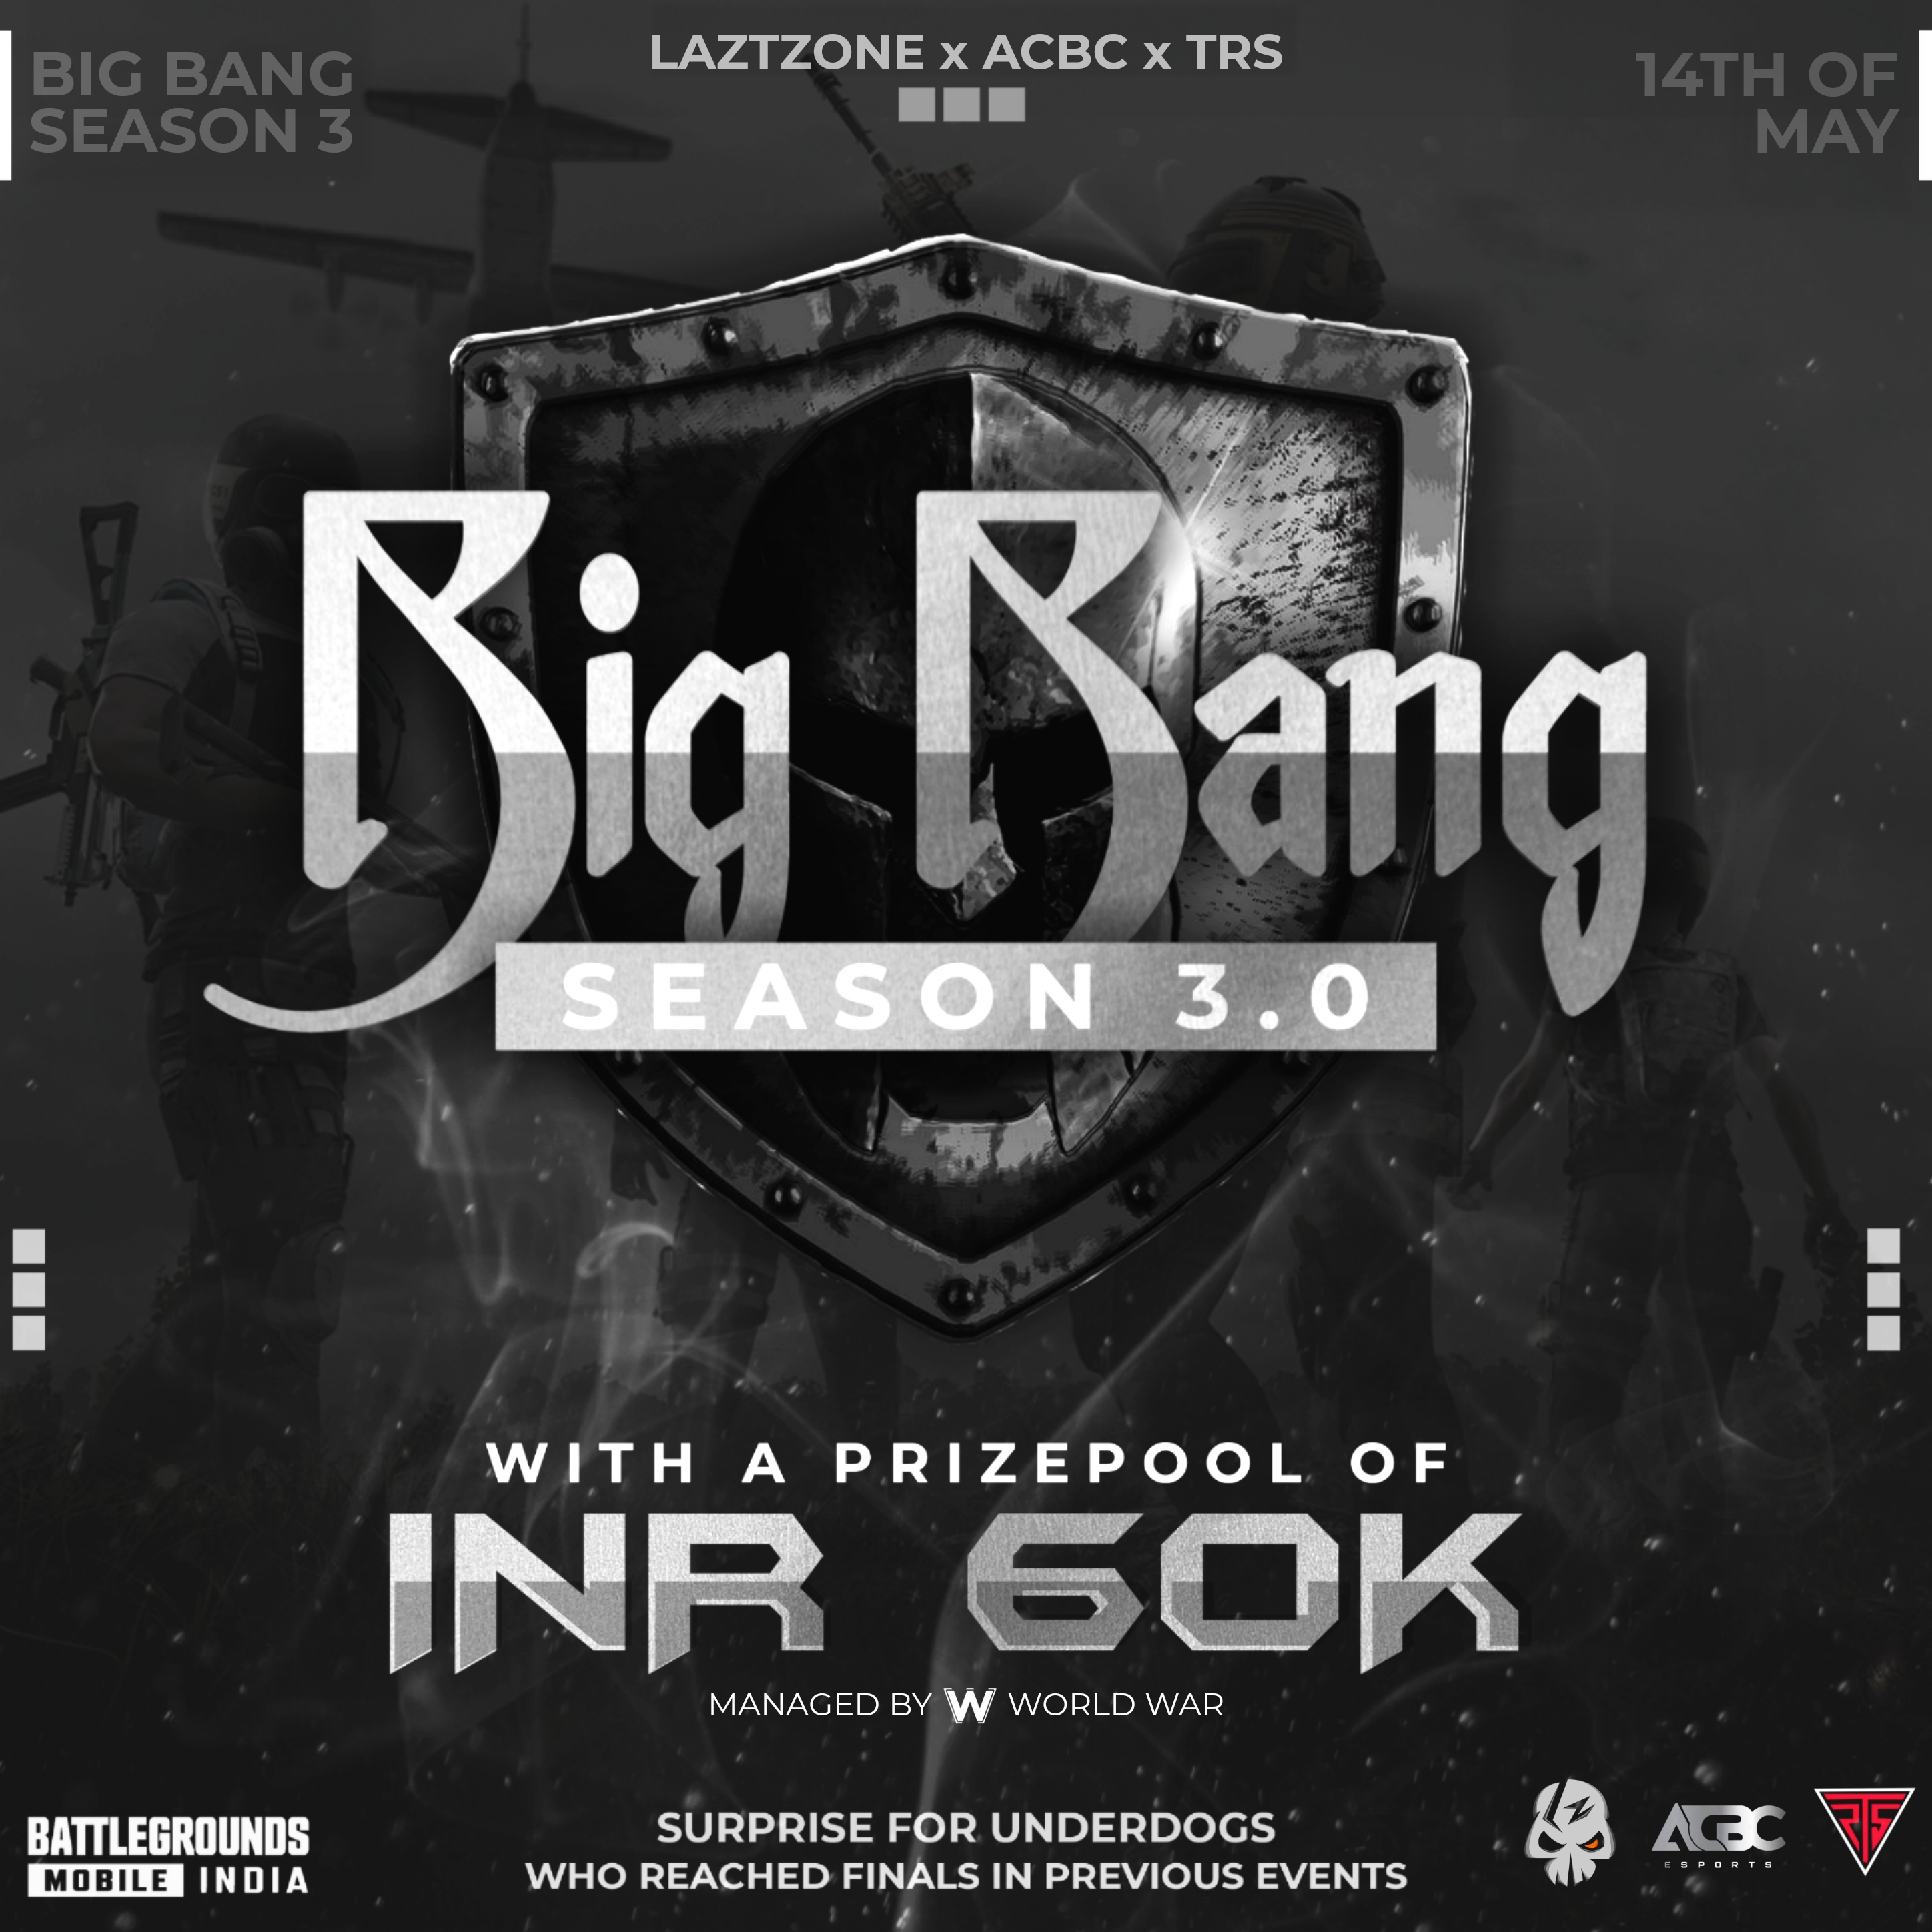 BIG BANG
SEASON 3
LAZTZONE x ACBC x TRS
14TH OF
MAY
Big Bang
SEASON 3.0
WITH A PRIZEPOOL OF
INR 60K
MANAGED BY W WORLD WAR
SURPRISE FOR UNDERDOGS
WHO REACHED FINALS IN PREVIOUS EVENTS
BATTLEGROUNDS
MOBILE INDIA
ACBC
ESPORTS
TRS